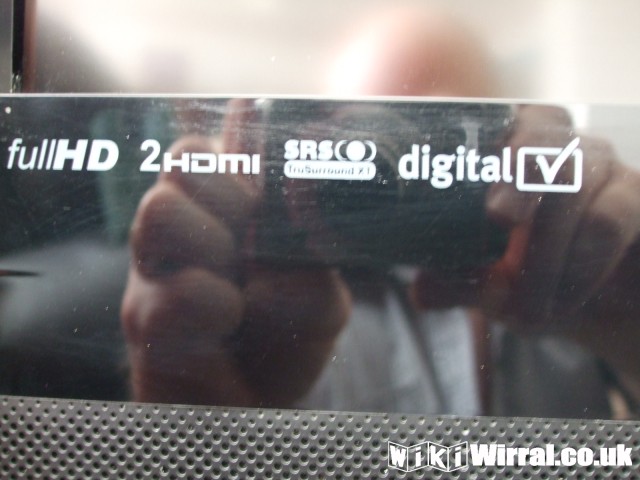 fullHD 2HDMI SRS digital
TruSurround XT
WiKiWirral.co.uk